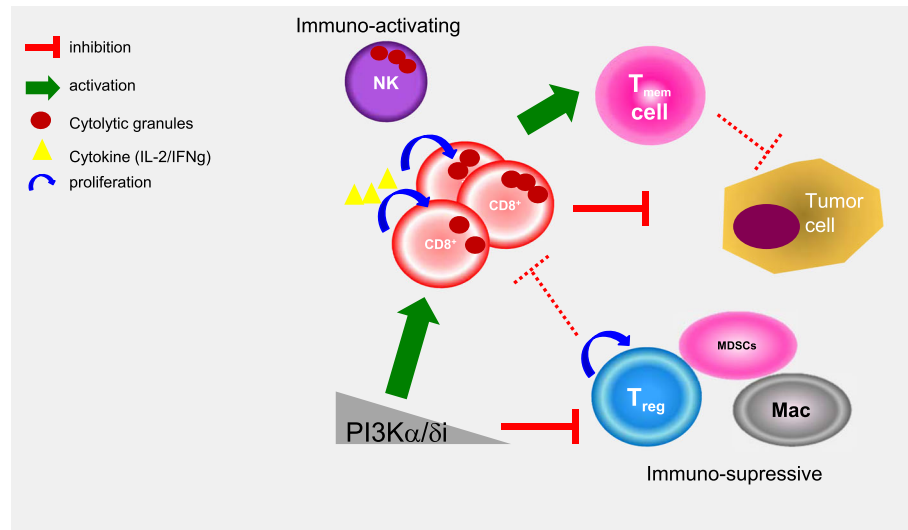 Immuno-activating
inhibition
activation
Cytolytic granules
Cytokine (IL-2/IFNg)
proliferation
NK
Tmem
cell
CD8+
CD8+
Tumor
cell
MDSCs
Treg
Mac
PI3Kα/δi
Immuno-supressive